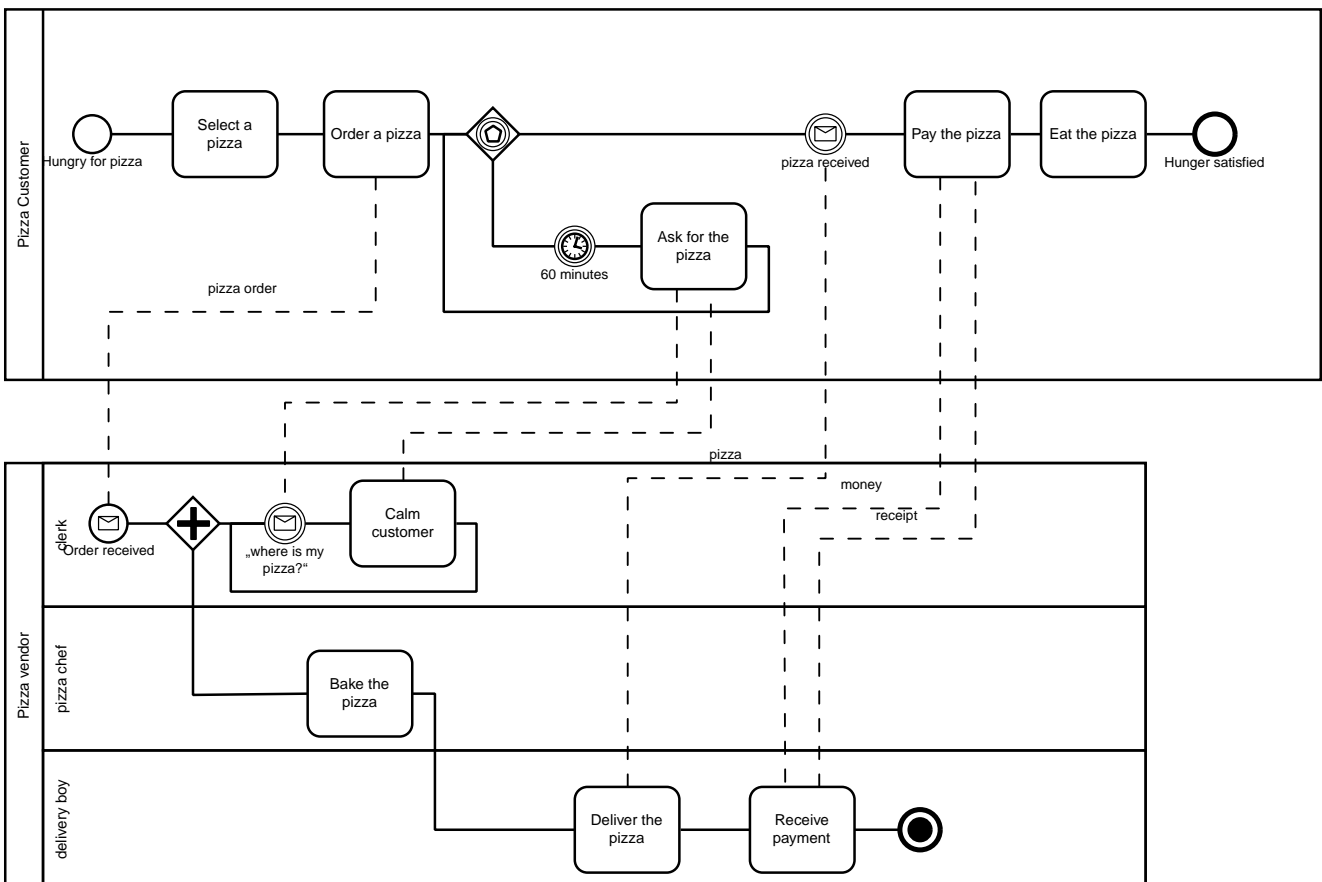 Pizza Customer
Hungry for pizza
Select a
pizza
Order a pizza
pizza received
Pay the pizza
Eat the pizza
Hunger satisfied
60 minutes
Ask for the
pizza
pizza order
pizza
money
receipt
Pizza vendor
clerk
Order received
„where is my
pizza?“
Calm
customer
pizza chef
Bake the
pizza
delivery boy
Deliver the
pizza
Receive
payment